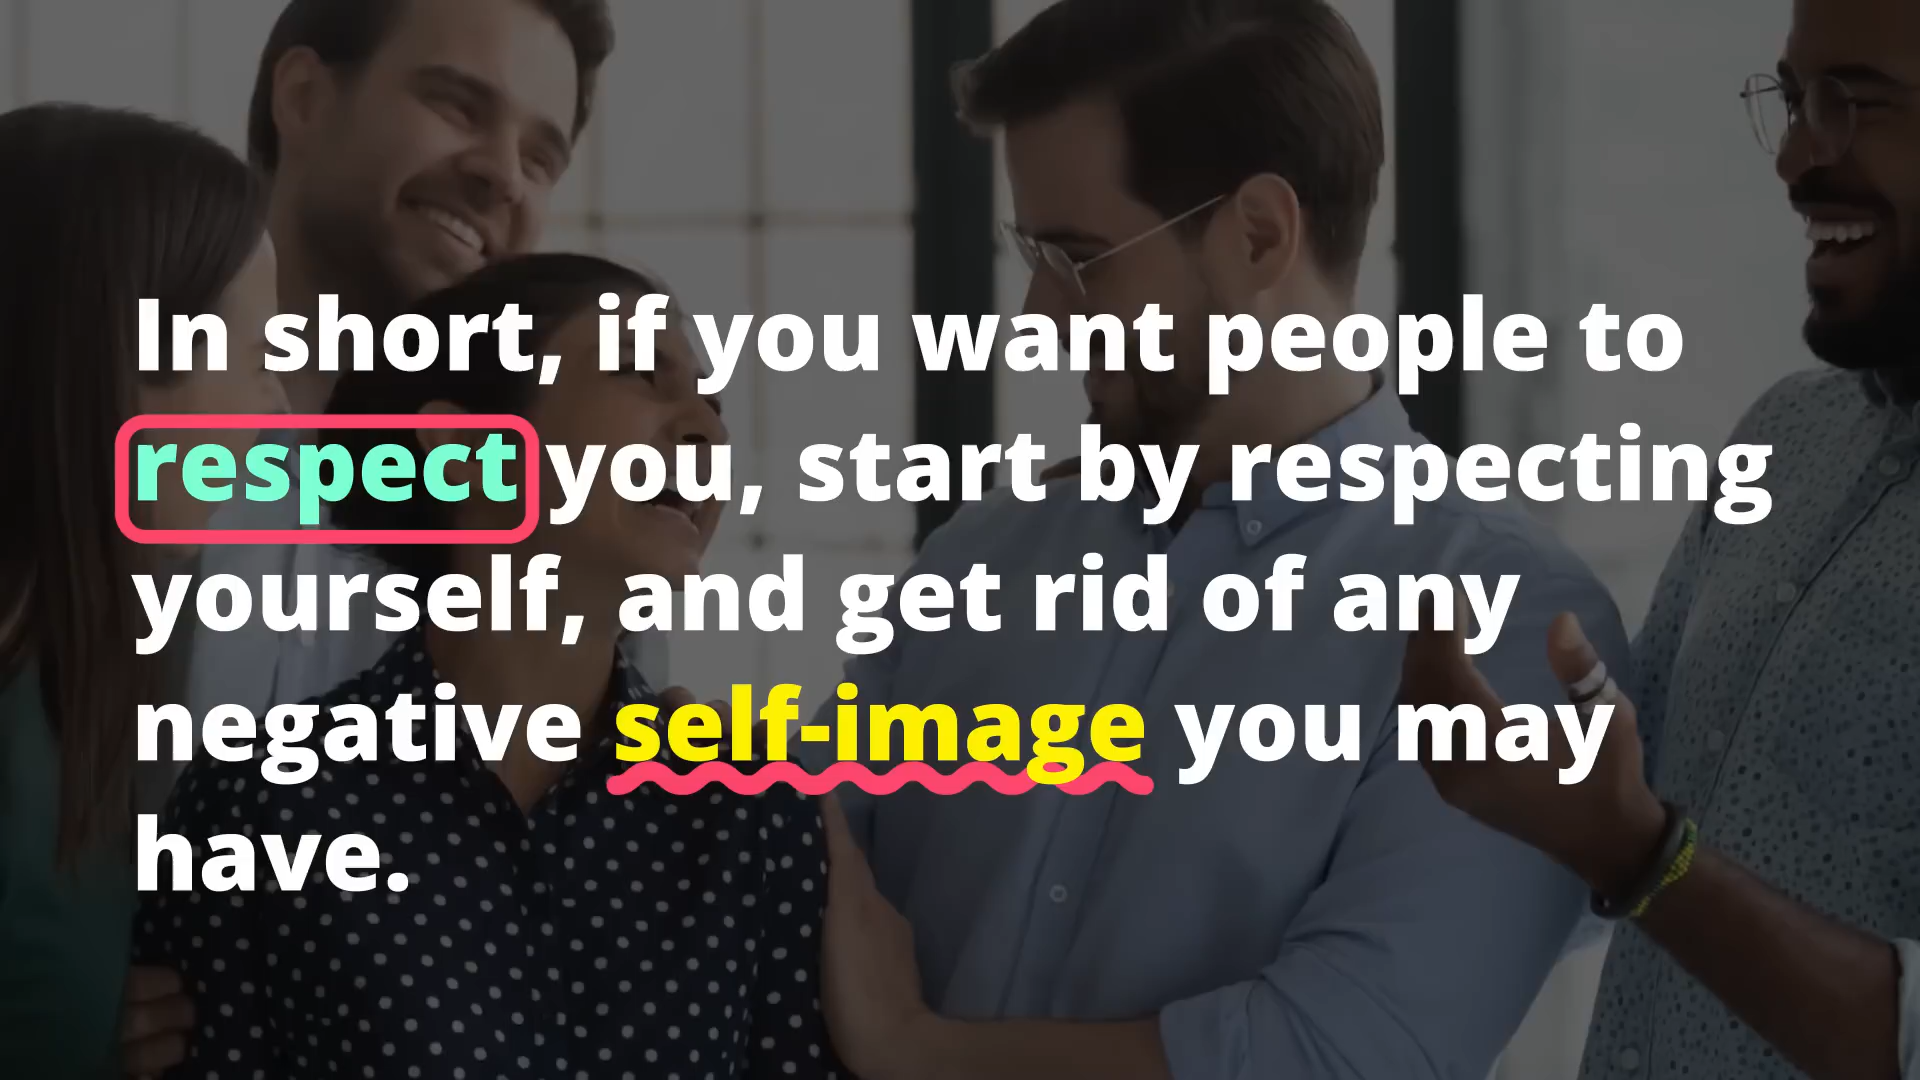 In short, if you want people to
respect you, start by respecting
yourself, and get rid of any
negative self-image you may
have.